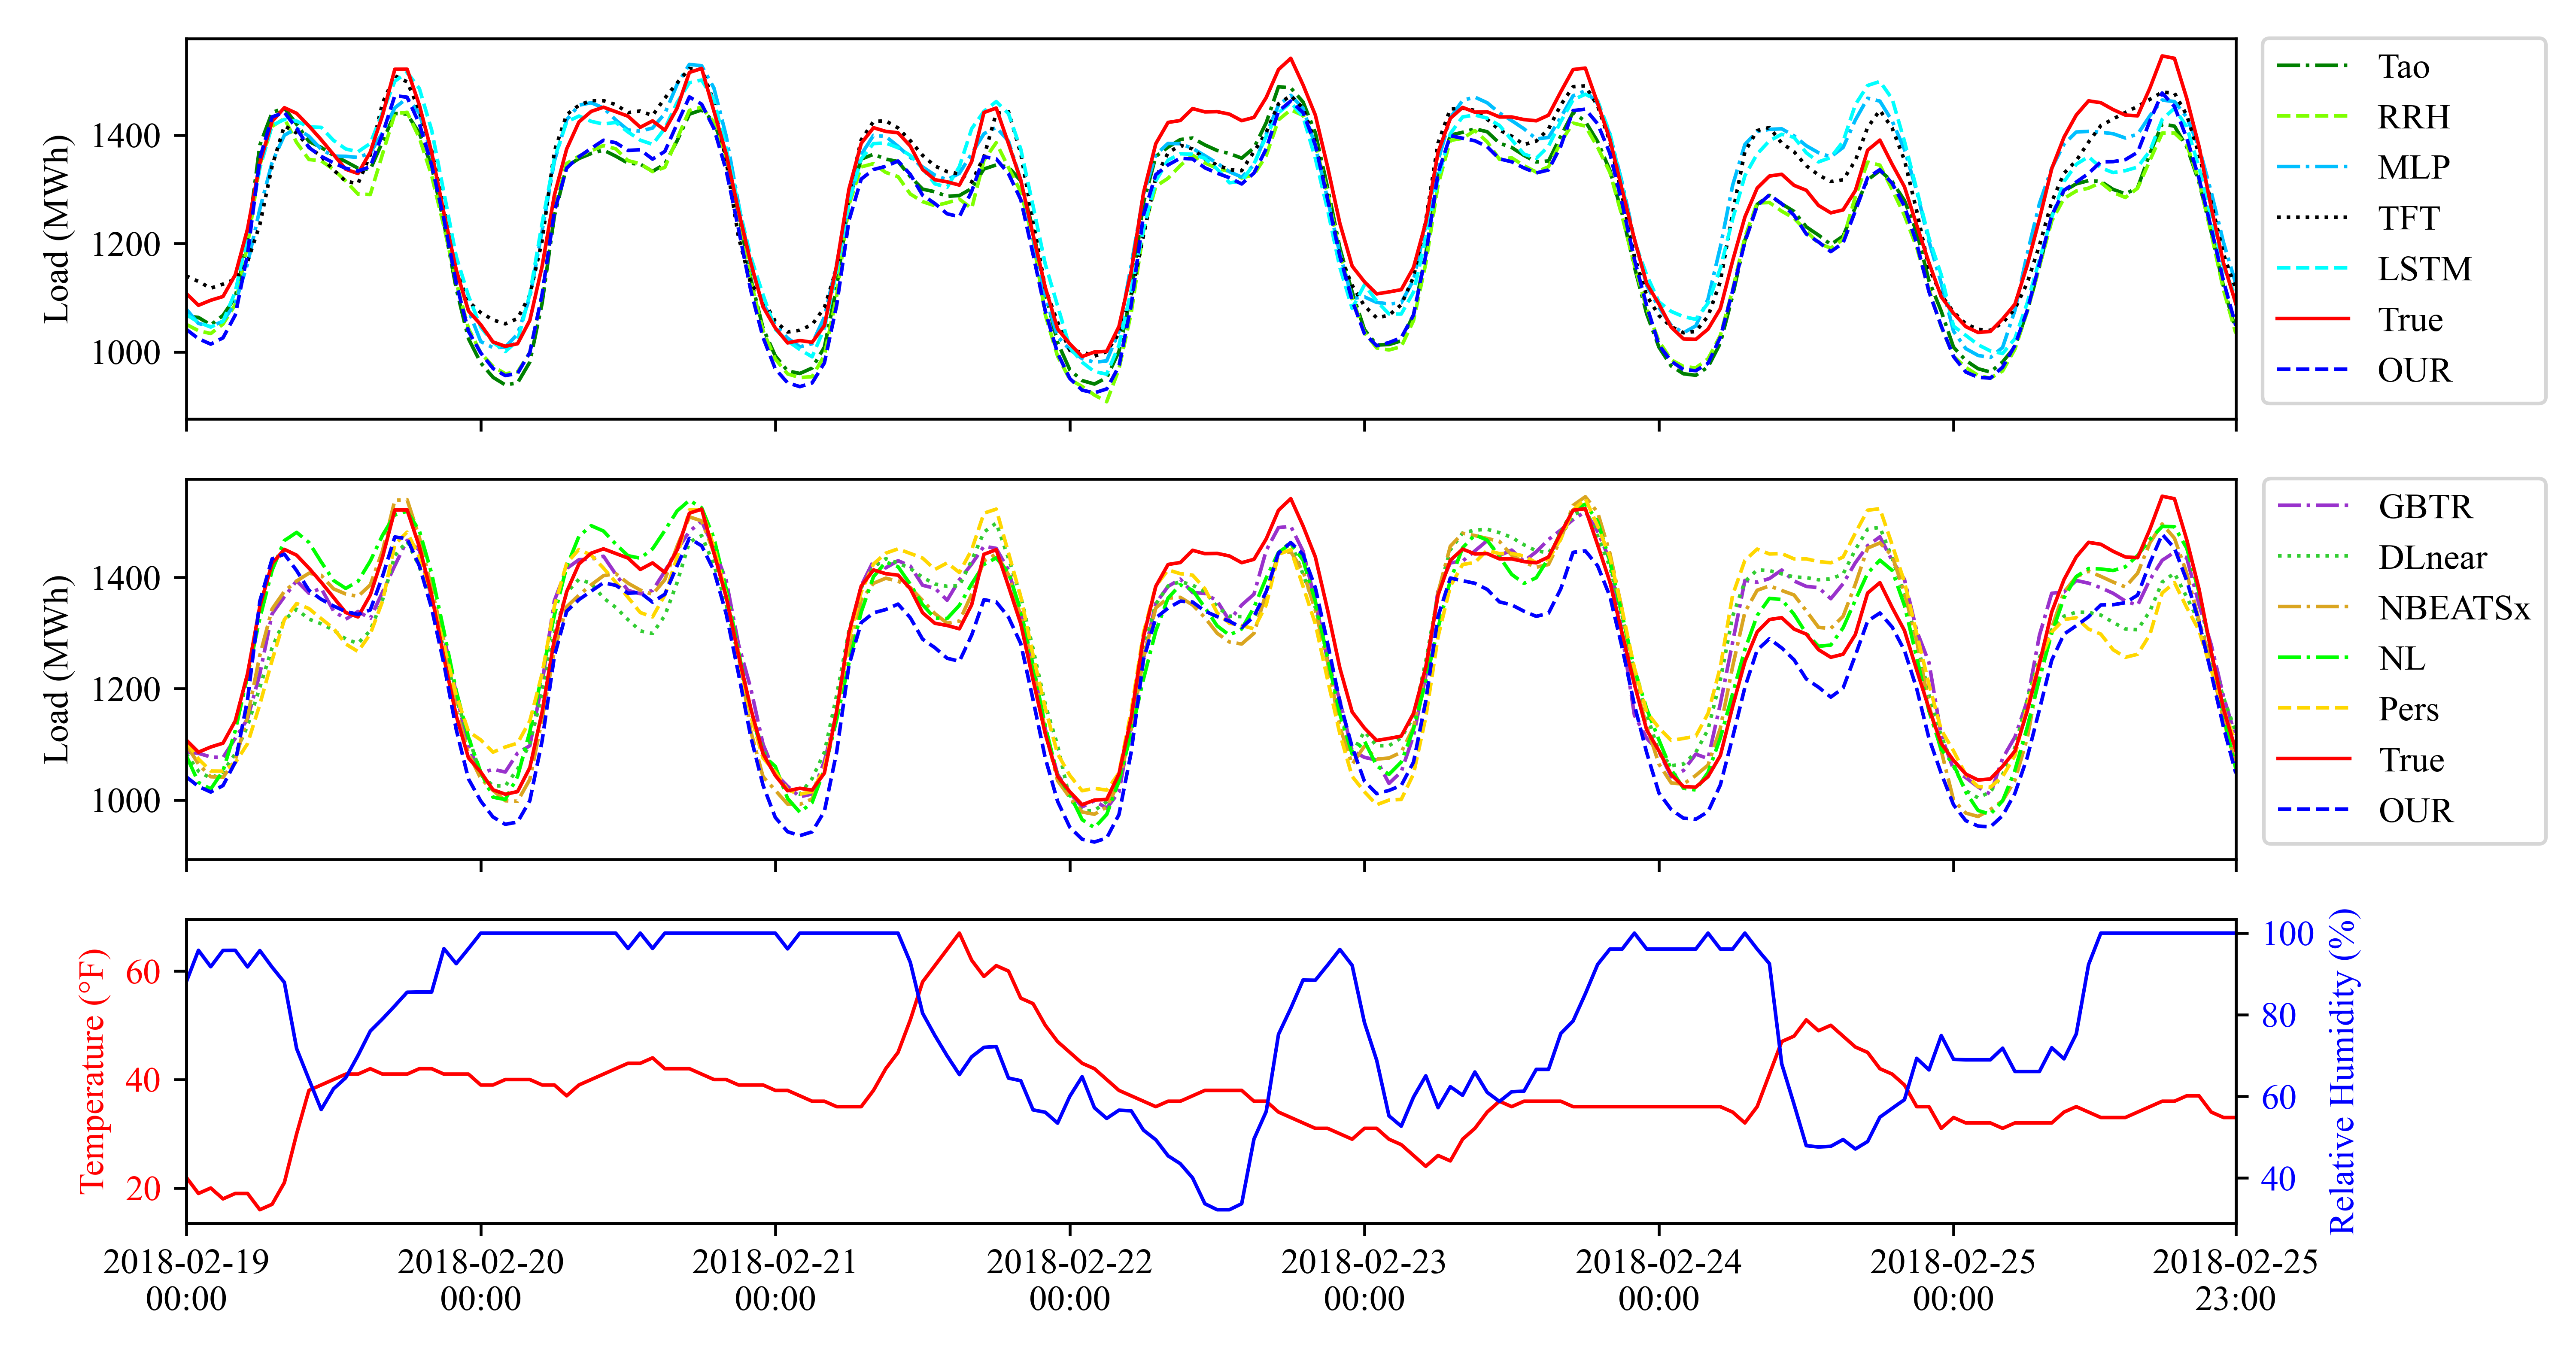 Load (MWh)
1400
1200
1000
Tao
RRH
MLP
TFT
LSTM
True
OUR
Load (MWh)
1400
1200
1000
GBTR
DLnear
NBEATSx
NL
Pers
True
OUR
Temperature (°F)
60
40
20
100
80
60
40
Relative Humidity (%)
2018-02-19 2018-02-20 2018-02-21 2018-02-22 2018-02-23 2018-02-24 2018-02-25 2018-02-25
00:00 00:00 00:00 00:00 00:00 00:00 00:00 23:00